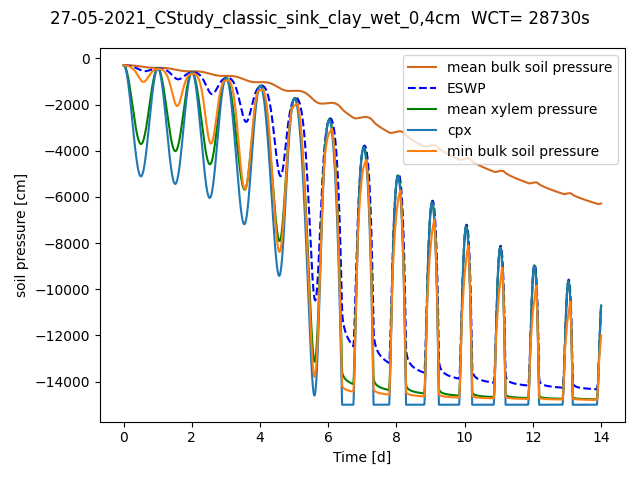 27-05-2021_CStudy_classic_sink_clay_wet_0,4cm  WCT= 28730s
mean bulk soil pressure
ESWP
mean xylem pressure
cpx
min bulk soil pressure
soil pressure [cm]
0
−2000
−4000
−6000
−8000
−10000
−12000
−14000
0 2 4 6 8 10 12 14
Time [d]